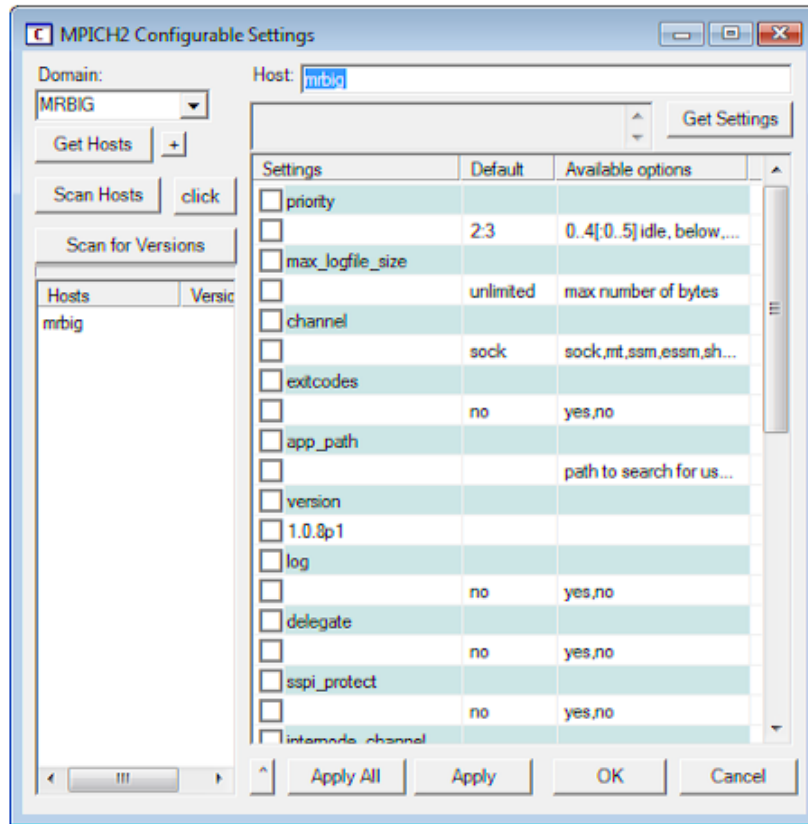 C MPICH2 Configurable Settings
Domain:
MRBIG
Get Hosts +
Scan Hosts click
Scan for Versions
Hosts Versic
mrbig
Host: mrbig
Get Settings
Settings Default Available options
priority
2:3 0..4[:0..5] idle, below,...
max_logfile_size
unlimited max number of bytes
channel
sock sock,mt,ssm,essm,sh...
exitcodes
no yes,no
app_path
path to search for us...
version
1.0.8p1
log
no yes,no
delegate
no yes,no
sspi_protect
no yes,no
internode_channel
^ Apply All Apply OK Cancel